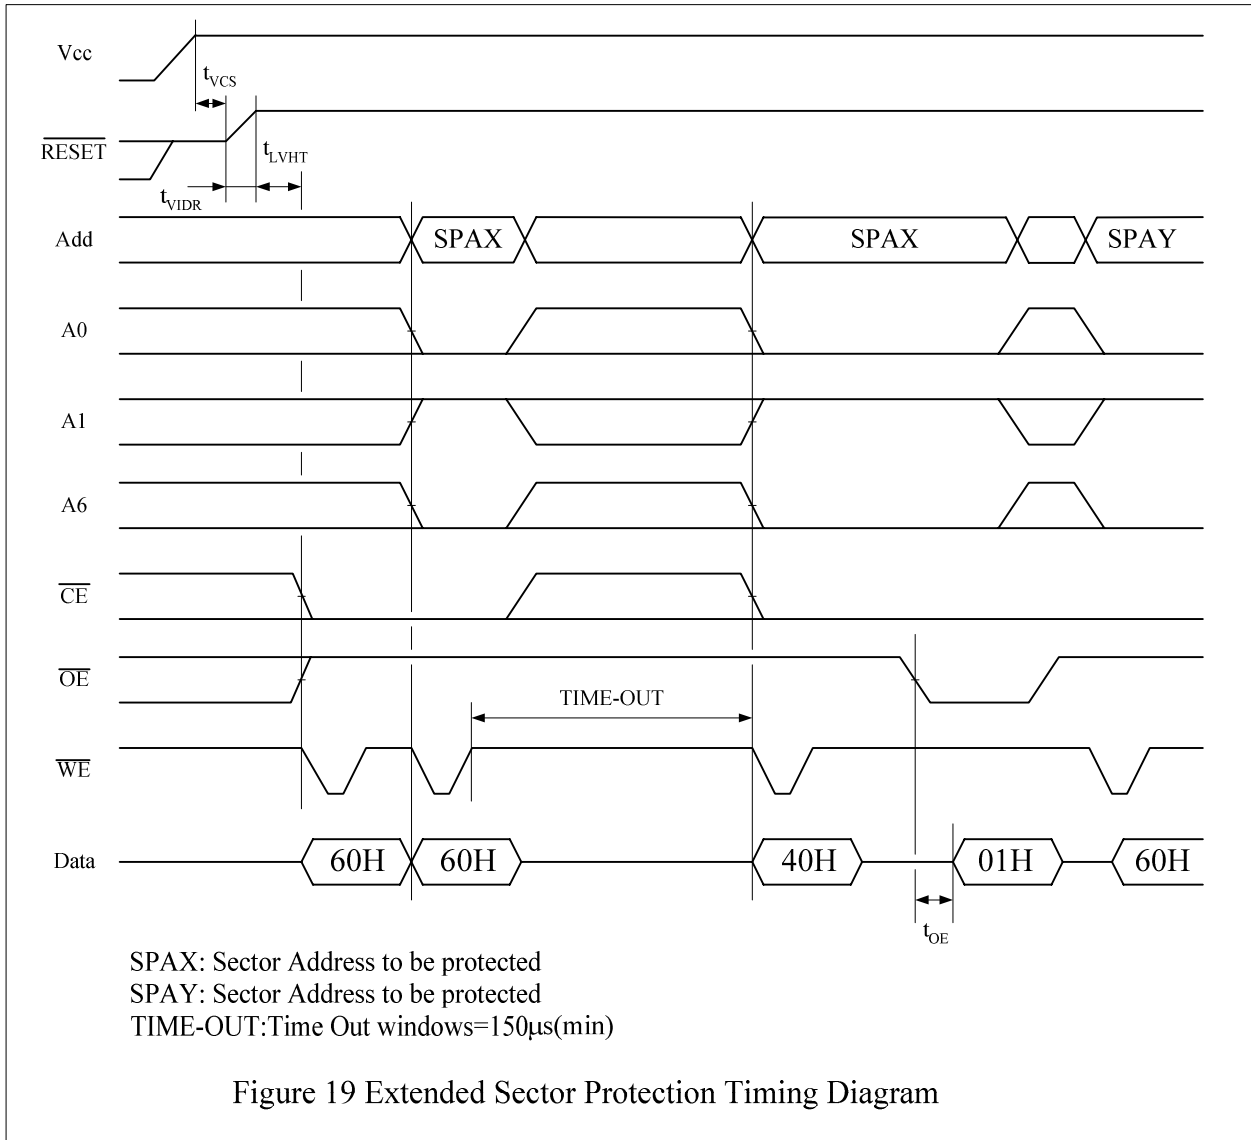 Vcc
tVCS
RESET
tLVHT
tVIDR
Add SPAX SPAX SPAY
A0
A1
A6
CE
OE
TIME-OUT
WE
Data 60H 60H 40H 01H 60H
tOE
SPAX: Sector Address to be protected
SPAY: Sector Address to be protected
TIME-OUT:Time Out windows=150μs(min)
Figure 19 Extended Sector Protection Timing Diagram